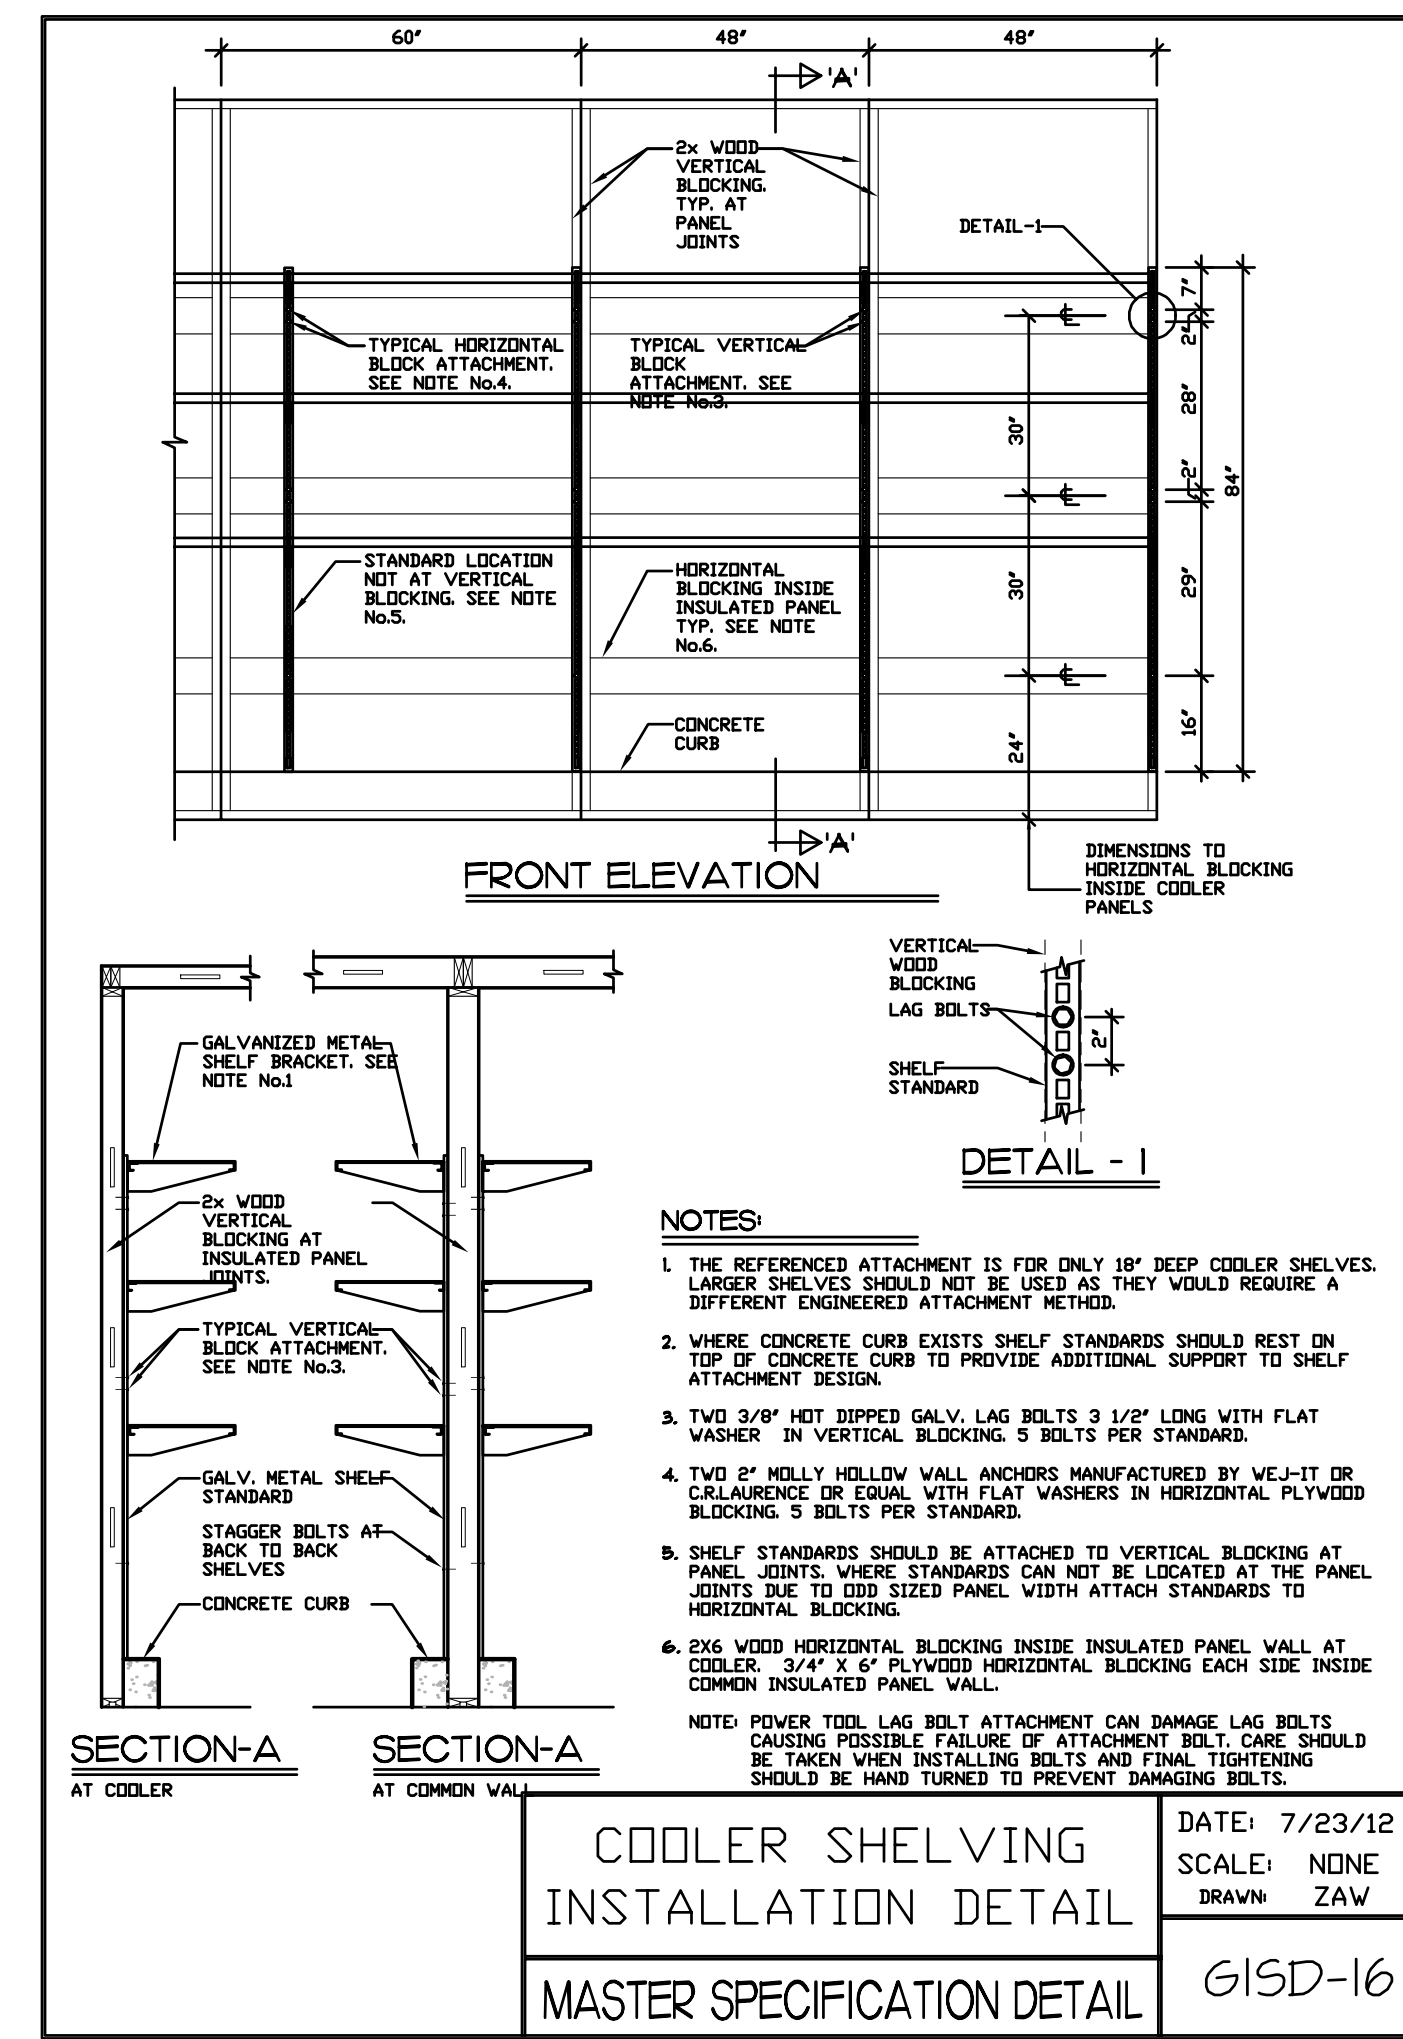 60"
48"
48"
'A'
2x WOOD
VERTICAL
BLOCKING.
TYP. AT
PANEL
JOINTS
DETAIL-1
7"
2"
28"
2"
29"
16"
84"
30"
30"
24"
TYPICAL HORIZONTAL
BLOCK ATTACHMENT.
SEE NOTE No.4.
TYPICAL VERTICAL
BLOCK
ATTACHMENT. SEE
NOTE No.3.
STANDARD LOCATION
NOT AT VERTICAL
BLOCKING. SEE NOTE
No.5.
HORIZONTAL
BLOCKING INSIDE
INSULATED PANEL
TYP. SEE NOTE
No.6.
CONCRETE
CURB
'A'
FRONT ELEVATION
DIMENSIONS TO
HORIZONTAL BLOCKING
INSIDE COOLER
PANELS
VERTICAL
WOOD
BLOCKING
LAG BOLTS
SHELF
STANDARD
2"
DETAIL - 1
GALVANIZED METAL
SHELF BRACKET. SEE
NOTE No.1
2x WOOD
VERTICAL
BLOCKING AT
INSULATED PANEL
JOINTS.
TYPICAL VERTICAL
BLOCK ATTACHMENT.
SEE NOTE No.3.
GALV. METAL SHELF
STANDARD
STAGGER BOLTS AT
BACK TO BACK
SHELVES
CONCRETE CURB
SECTION-A
AT COOLER
SECTION-A
AT COMMON WALL
NOTES:
1. THE REFERENCED ATTACHMENT IS FOR ONLY 18" DEEP COOLER SHELVES.
LARGER SHELVES SHOULD NOT BE USED AS THEY WOULD REQUIRE A
DIFFERENT ENGINEERED ATTACHMENT METHOD.
2. WHERE CONCRETE CURB EXISTS SHELF STANDARDS SHOULD REST ON
TOP OF CONCRETE CURB TO PROVIDE ADDITIONAL SUPPORT TO SHELF
ATTACHMENT DESIGN.
3. TWO 3/8" HOT DIPPED GALV. LAG BOLTS 3 1/2" LONG WITH FLAT
WASHER IN VERTICAL BLOCKING. 5 BOLTS PER STANDARD.
4. TWO 2" MOLLY HOLLOW WALL ANCHORS MANUFACTURED BY WEJ-IT OR
C.R.LAURENCE OR EQUAL WITH FLAT WASHERS IN HORIZONTAL PLYWOOD
BLOCKING. 5 BOLTS PER STANDARD.
5. SHELF STANDARDS SHOULD BE ATTACHED TO VERTICAL BLOCKING AT
PANEL JOINTS. WHERE STANDARDS CAN NOT BE LOCATED AT THE PANEL
JOINTS DUE TO ODD SIZED PANEL WIDTH ATTACH STANDARDS TO
HORIZONTAL BLOCKING.
6. 2X6 WOOD HORIZONTAL BLOCKING INSIDE INSULATED PANEL WALL AT
COOLER. 3/4" X 6" PLYWOOD HORIZONTAL BLOCKING EACH SIDE INSIDE
COMMON INSULATED PANEL WALL.
NOTE: POWER TOOL LAG BOLT ATTACHMENT CAN DAMAGE LAG BOLTS
CAUSING POSSIBLE FAILURE OF ATTACHMENT BOLT. CARE SHOULD
BE TAKEN WHEN INSTALLING BOLTS AND FINAL TIGHTENING
SHOULD BE HAND TURNED TO PREVENT DAMAGING BOLTS.
COOLER SHELVING
INSTALLATION DETAIL
MASTER SPECIFICATION DETAIL
DATE: 7/23/12
SCALE: NONE
DRAWN: ZAW
GISD-16